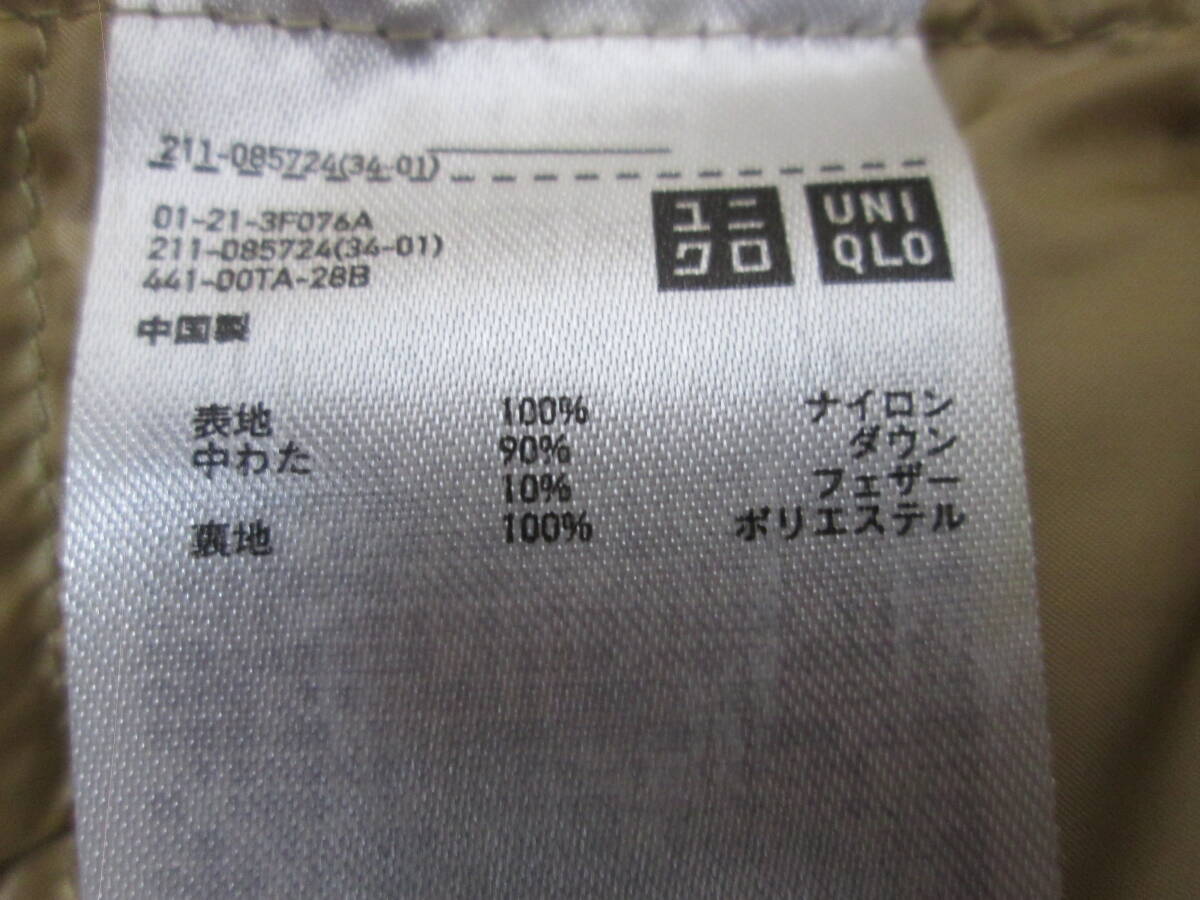 211-085724(34-01)
01-21-3F076A
211-085724(34-01)
441-00TA-28B
ユニ
クロ
UNI
QLO
中国製
表地 100% ナイロン
中わた 90% ダウン
10% フェザー
裏地 100% ポリエステル